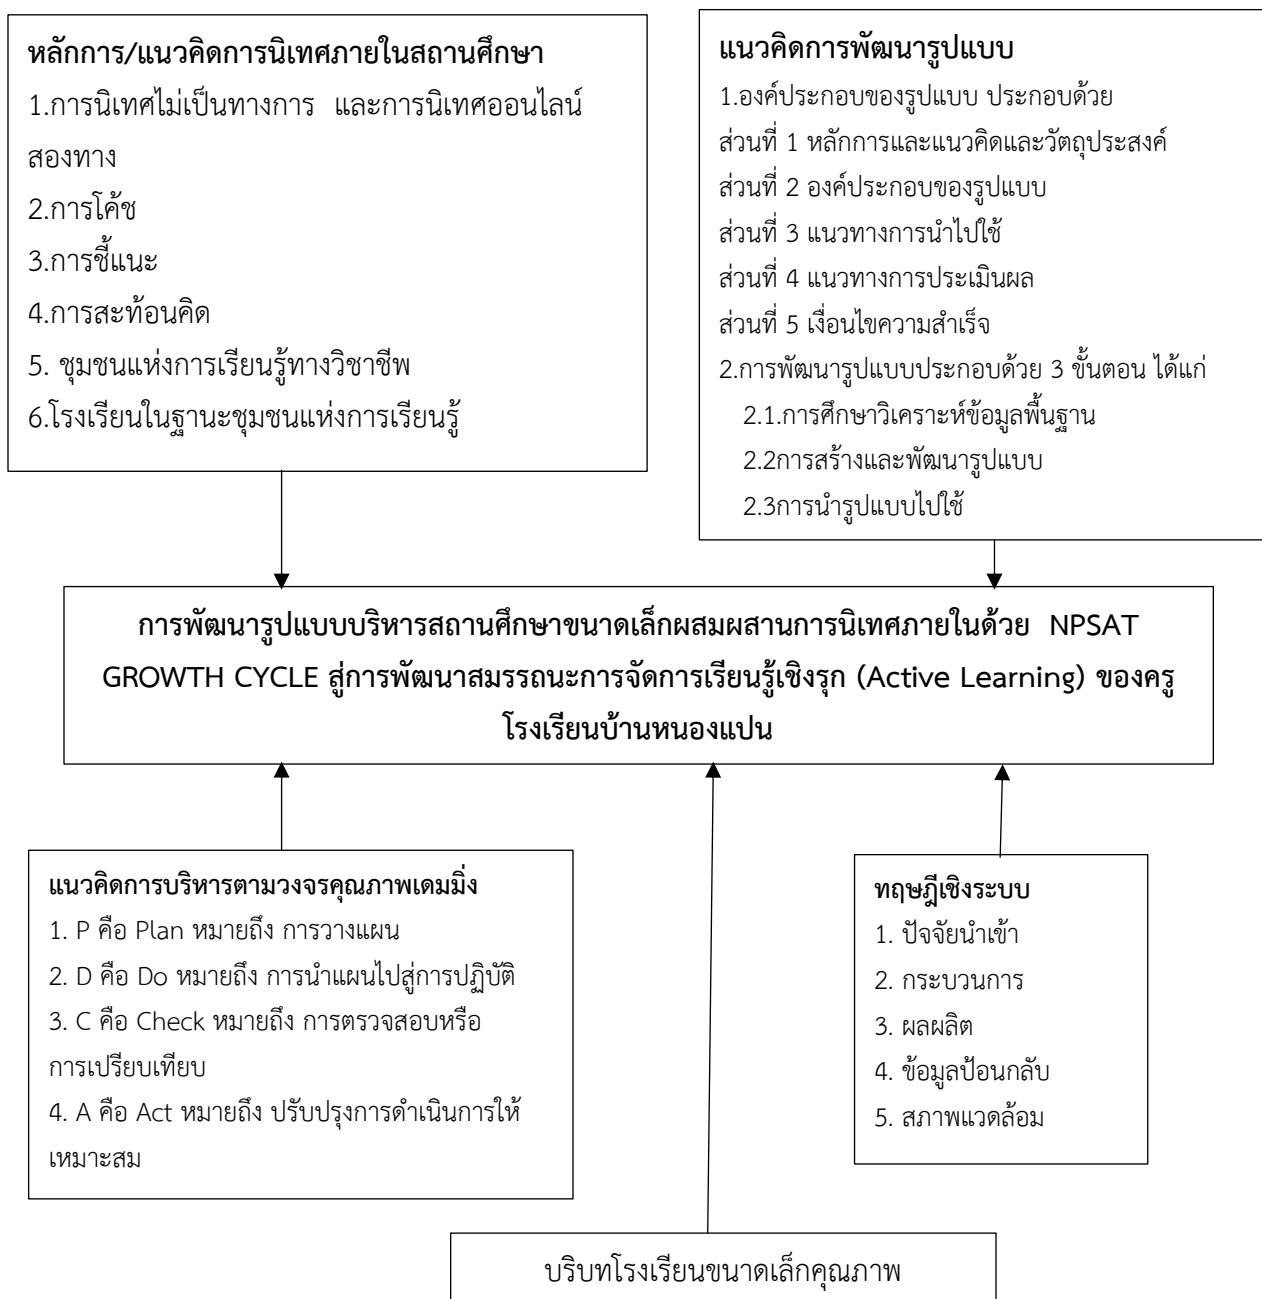 หลักการ/แนวคิดการนิเทศภายในสถานศึกษา
1.การนิเทศไม่เป็นทางการ และการนิเทศออนไลน์
สองทาง
2.การโค้ช
3.การชี้แนะ
4.การสะท้อนคิด
5. ชุมชนแห่งการเรียนรู้ทางวิชาชีพ
6.โรงเรียนในฐานะชุมชนแห่งการเรียนรู้
แนวคิดการพัฒนารูปแบบ
1.องค์ประกอบของรูปแบบ ประกอบด้วย
ส่วนที่ 1 หลักการและแนวคิดและวัตถุประสงค์
ส่วนที่ 2 องค์ประกอบของรูปแบบ
ส่วนที่ 3 แนวทางการนำไปใช้
ส่วนที่ 4 แนวทางการประเมินผล
ส่วนที่ 5 เงื่อนไขความสำเร็จ
2.การพัฒนารูปแบบประกอบด้วย 3 ขั้นตอน ได้แก่
2.1.การศึกษาวิเคราะห์ข้อมูลพื้นฐาน
2.2การสร้างและพัฒนารูปแบบ
2.3การนำรูปแบบไปใช้
การพัฒนารูปแบบบริหารสถานศึกษาขนาดเล็กผสมผสานการนิเทศภายในด้วย NPSAT
GROWTH CYCLE สู่การพัฒนาสมรรถนะการจัดการเรียนรู้เชิงรุก (Active Learning) ของครู
โรงเรียนบ้านหนองแปน
แนวคิดการบริหารตามวงจรคุณภาพเดมมิ่ง
1. P คือ Plan หมายถึง การวางแผน
2. D คือ Do หมายถึง การนำแผนไปสู่การปฏิบัติ
3. C คือ Check หมายถึง การตรวจสอบหรือ
การเปรียบเทียบ
4. A คือ Act หมายถึง ปรับปรุงการดำเนินการให้
เหมาะสม
ทฤษฎีเชิงระบบ
1. ปัจจัยนำเข้า
2. กระบวนการ
3. ผลผลิต
4. ข้อมูลป้อนกลับ
5. สภาพแวดล้อม
บริบทโรงเรียนขนาดเล็กคุณภาพ